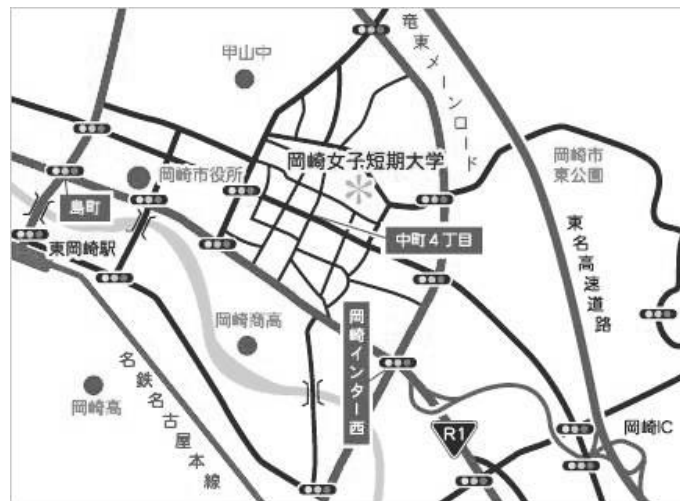 甲山中
竜東メーンロード
岡崎女子短期大学
岡崎市
東公園
岡崎市役所
島町
中町4丁目
東岡崎駅
東名高速道路
岡崎商高
岡崎インター西
岡崎高
名鉄名古屋本線
R1
岡崎IC